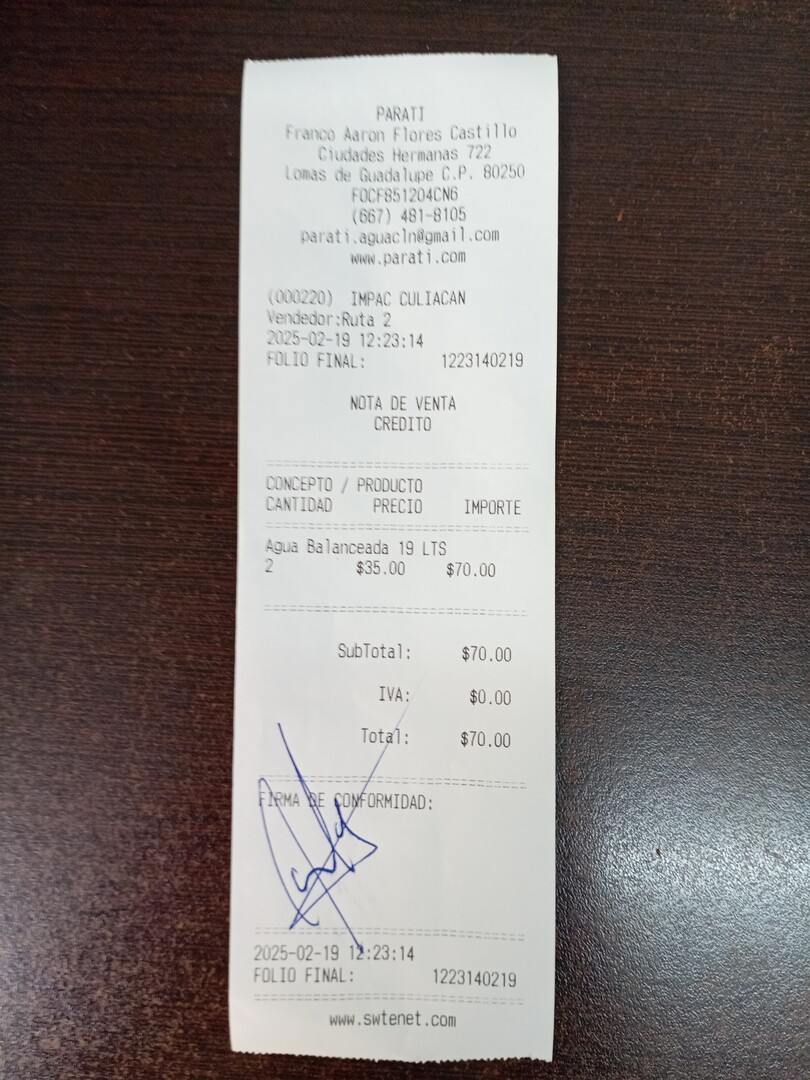 PARATI
Franco Aaron Flores Castillo
Ciudades Hermanas 722
Lomas de Guadalupe C.P. 80250
FOCF851204CN6
(667) 481-8105
parati.aguacln@gmail.com
www.parati.com
(000220) IMPAC CULIACAN
Vendedor:Ruta 2
2025-02-19 12:23:14
FOLIO FINAL: 1223140219
NOTA DE VENTA
CREDITO
CONCEPTO / PRODUCTO
CANTIDAD PRECIO IMPORTE
Agua Balanceada 19 LTS
2 $35.00 $70.00
SubTotal: $70.00
IVA: $0.00
Total: $70.00
FIRMA DE CONFORMIDAD:
2025-02-19 12:23:14
FOLIO FINAL: 1223140219
www.swtenet.com